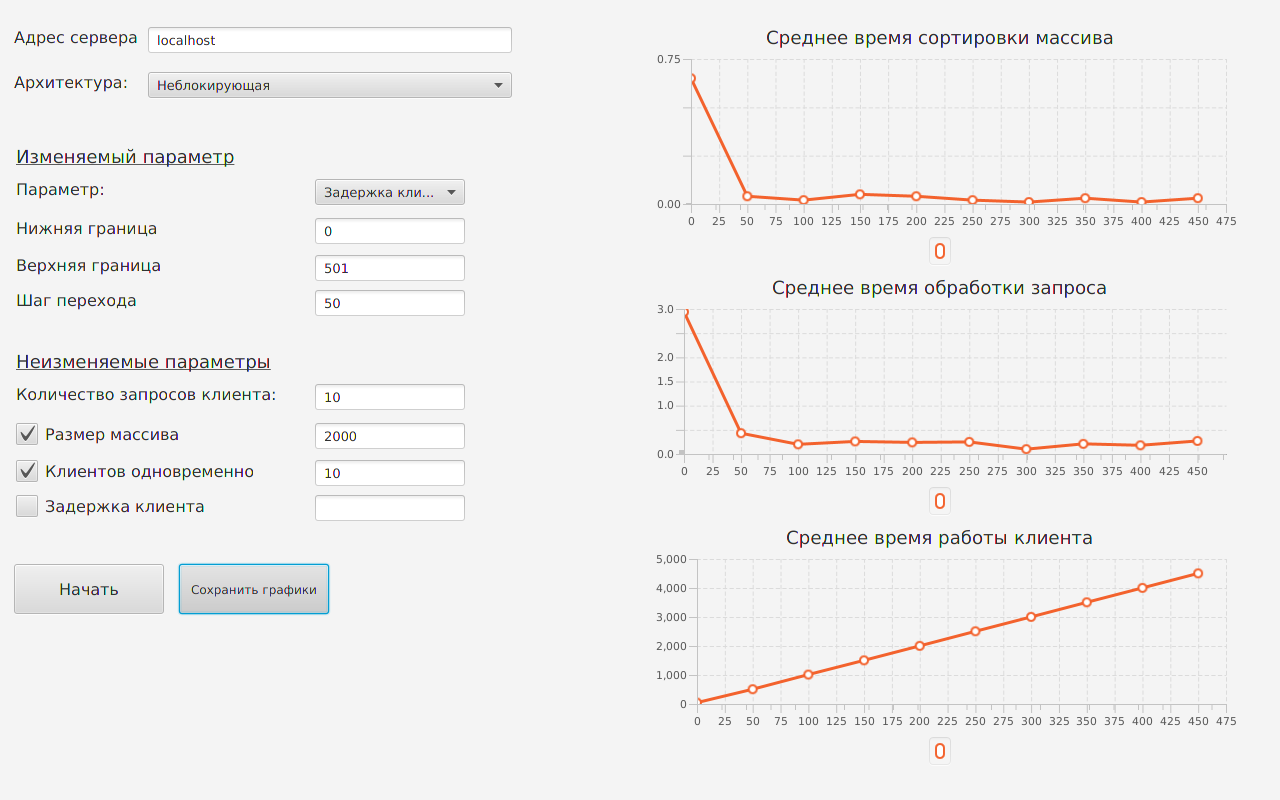 Адрес сервера
localhost
Архитектура:
Неблокирующая
Изменяемый параметр
Параметр:
Задержка кли...
Нижняя граница
0
Верхняя граница
501
Шаг перехода
50
Неизменяемые параметры
Количество запросов клиента:
10
Размер массива
2000
Клиентов одновременно
10
Задержка клиента
Начать
Сохранить графики
Среднее время сортировки массива
0.75
0.00
0 25 50 75 100 125 150 175 200 225 250 275 300 325 350 375 400 425 450 475
Среднее время обработки запроса
3.0
2.0
1.5
1.0
0.0
0 25 50 75 100 125 150 175 200 225 250 275 300 325 350 375 400 425 450
Среднее время работы клиента
5,000
4,000
3,000
2,000
1,000
0
0 25 50 75 100 125 150 175 200 225 250 275 300 325 350 375 400 425 450 475